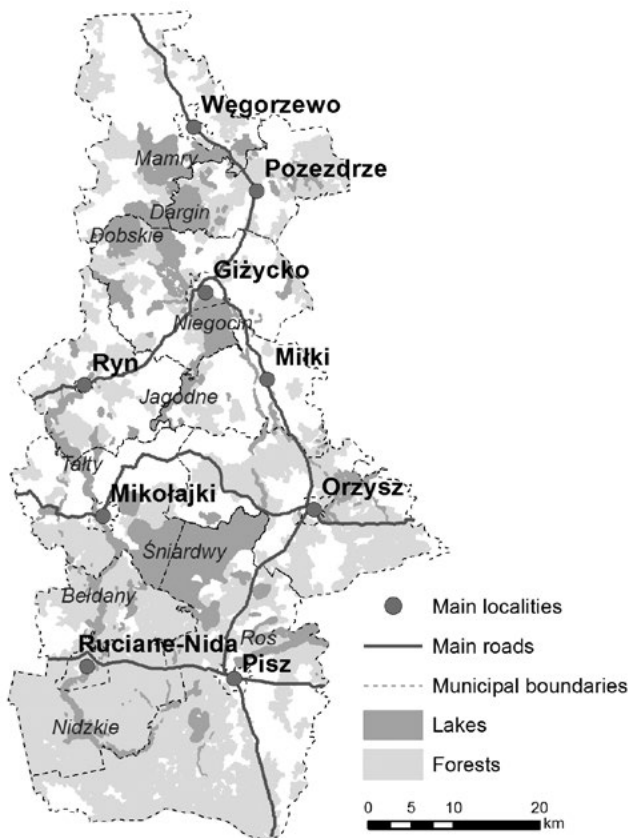 Węgorzewo
Mamry
Pozezdrze
Dargin
Dobskie
Giżycko
Niegocin
Ryn
Miłki
Jagodne
Tałty
Mikołajki
Orzysz
Śniardwy
Bełdany
Ruciane-Nida
Roś
Pisz
Nidzkie
Main localities
Main roads
Municipal boundaries
Lakes
Forests
0 5 10 20
km